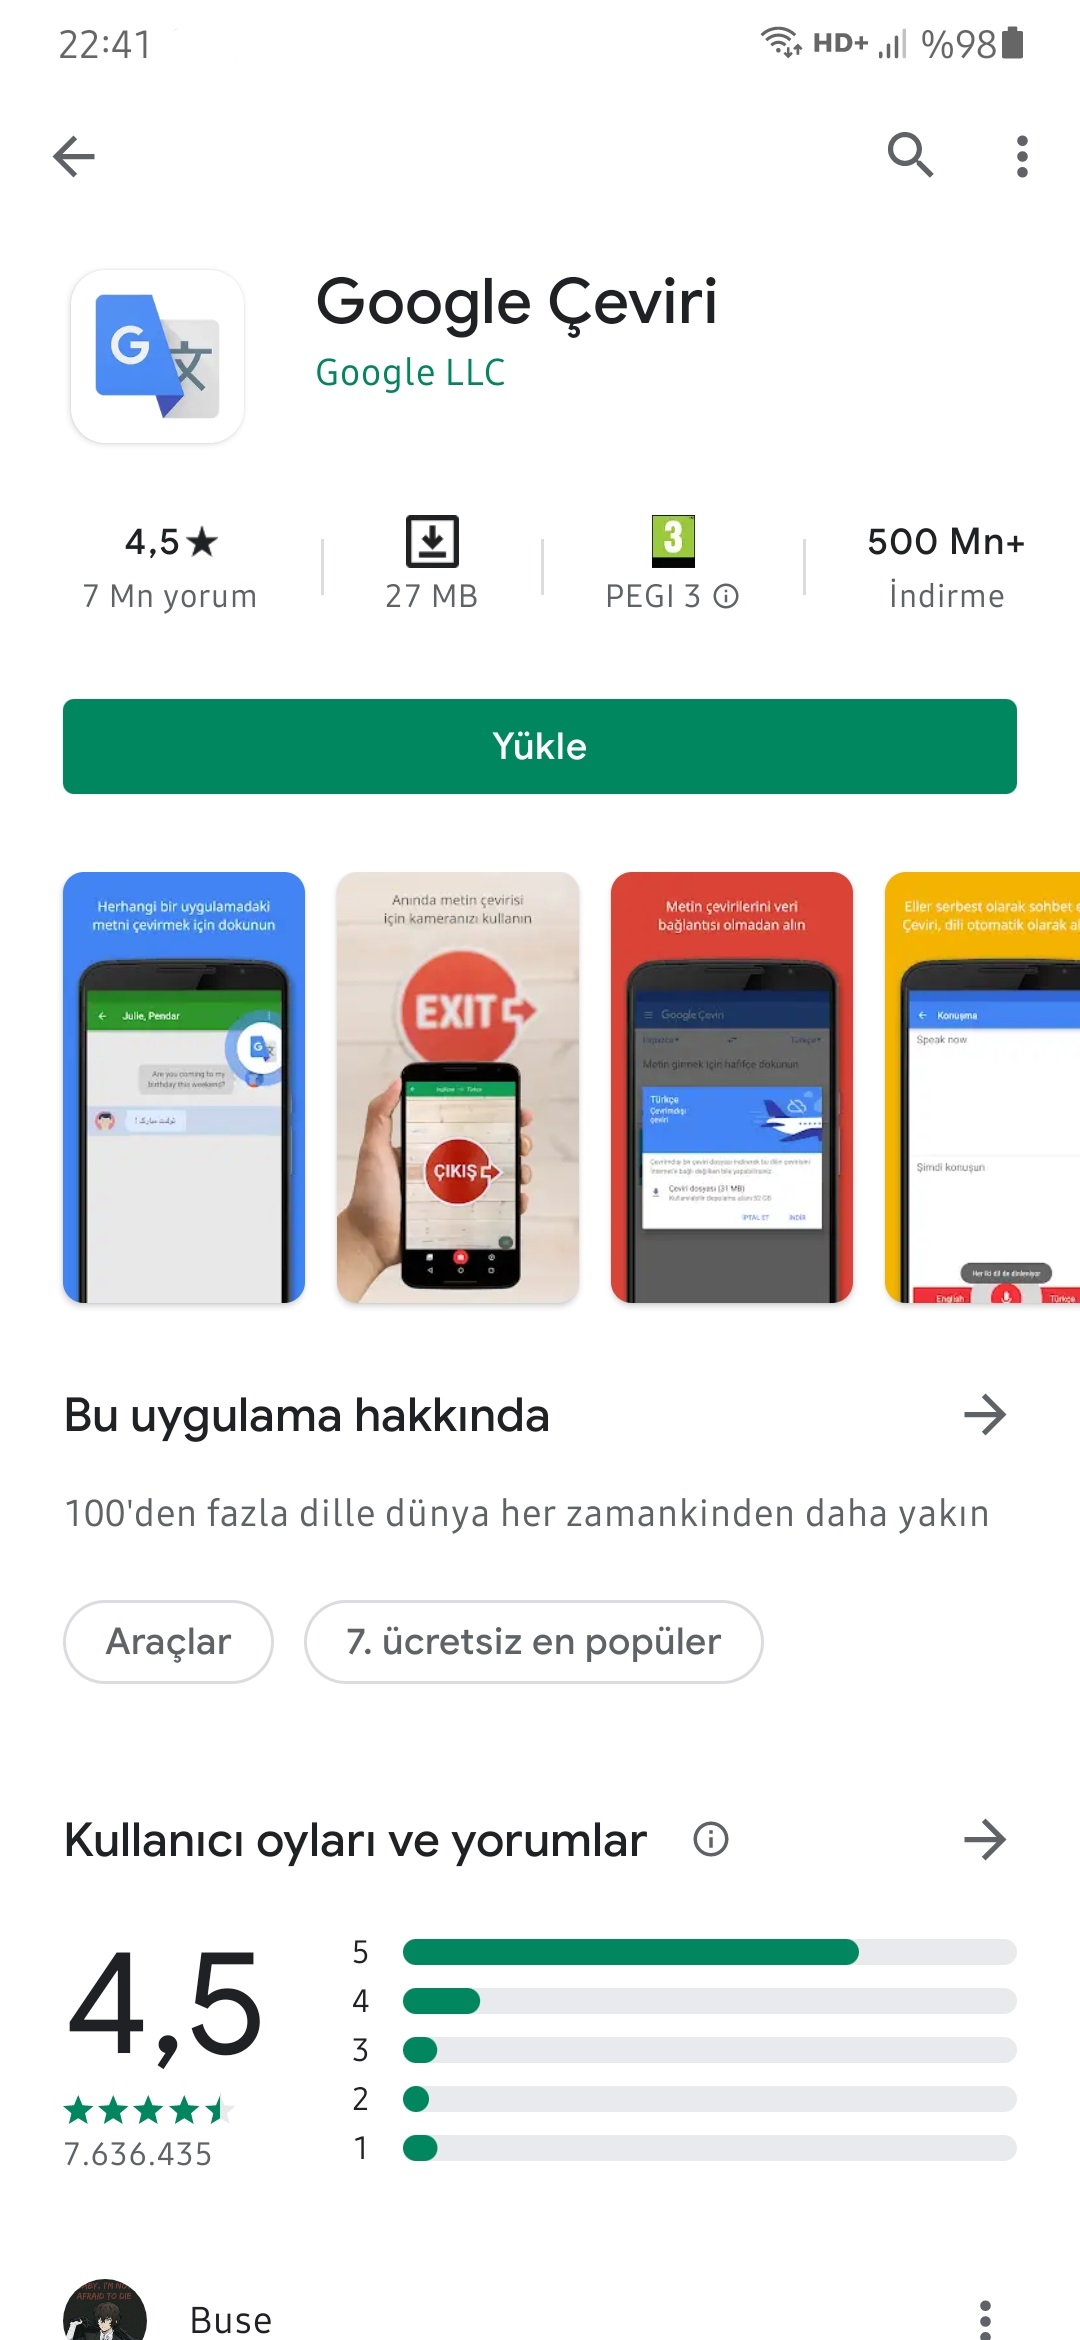 22:41
HD+ %98
Google Çeviri
Google LLC
4,5★
7 Mn yorum
27 MB
3
PEGI 3
500 Mn+
İndirme
Yükle
Herhangi bir uygulamadaki
metni çevirmek için dokunun
Julie, Pendar
Are you coming to my
birthday this weekend?
Anında metin çevirisi
için kameranızı kullanın
EXIT
ÇIKIŞ
Metin çevirilerini veri
bağlantısı olmadan alın
Google Çeviri
Metin girmek için hafifçe dokunun
Türkçe
Çevrimdışı
çeviri
Çeviri dosyası (31 MB)
İPTAL ET İNDİR
Eller serbest olarak sohbet e
Çeviri, dili otomatik olarak al
Konuşma
Speak now
Şimdi konuşun
Her iki dil de dinleniyor
English Türkçe
Bu uygulama hakkında
100'den fazla dille dünya her zamankinden daha yakın
Araçlar
7. ücretsiz en popüler
Kullanıcı oyları ve yorumlar
4,5
7.636.435
5
4
3
2
1
AFRAID TO DIE
Buse